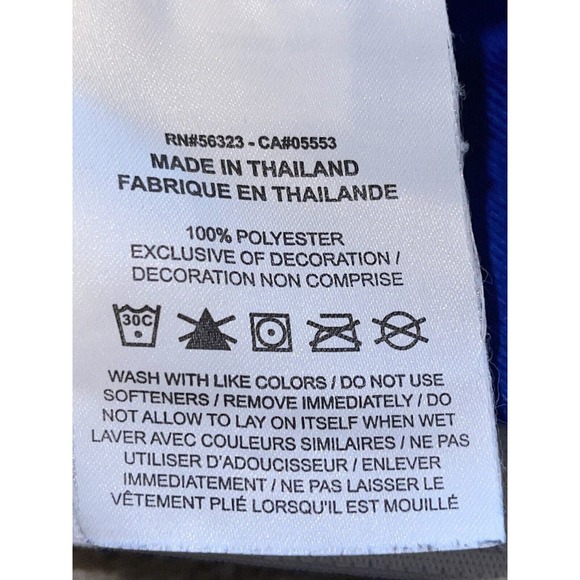 RN#56323 - CA#05553
MADE IN THAILAND
FABRIQUE EN THAILANDE
100% POLYESTER
EXCLUSIVE OF DECORATION /
DECORATION NON COMPRISE
30C
WASH WITH LIKE COLORS / DO NOT USE
SOFTENERS / REMOVE IMMEDIATELY / DO
NOT ALLOW TO LAY ON ITSELF WHEN WET
LAVER AVEC COULEURS SIMILAIRES / NE PAS
UTILISER D'ADOUCISSEUR / ENLEVER
IMMEDIATEMENT / NE PAS LAISSER LE
VÊTEMENT PLIÉ LORSQU'IL EST MOUILLÉ